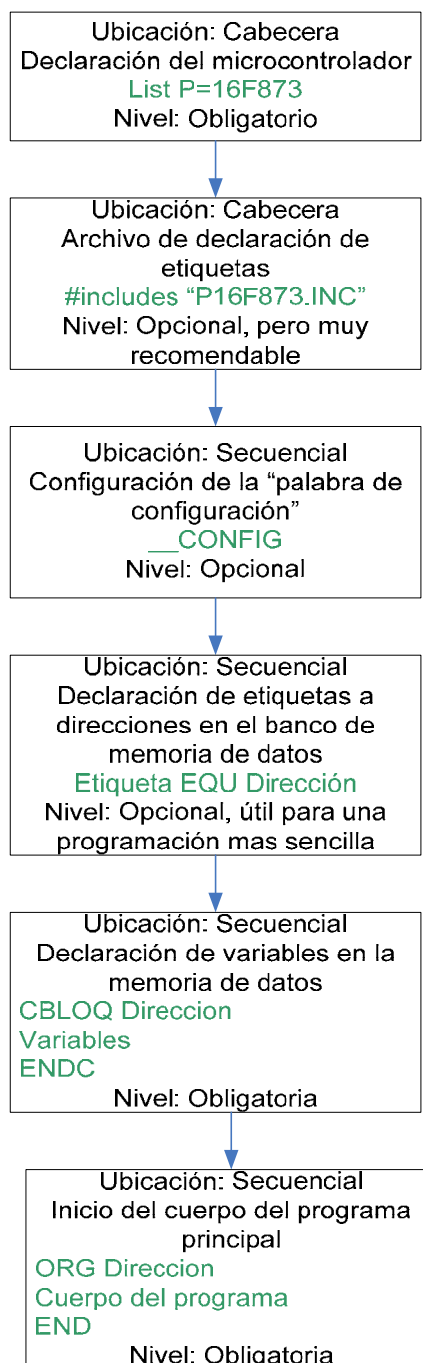 Ubicación: Cabecera
Declaración del microcontrolador
List P=16F873
Nivel: Obligatorio
Ubicación: Cabecera
Archivo de declaración de
etiquetas
#includes “P16F873.INC”
Nivel: Opcional, pero muy
recomendable
Ubicación: Secuencial
Configuración de la “palabra de
configuración”
__CONFIG
Nivel: Opcional
Ubicación: Secuencial
Declaración de etiquetas a
direcciones en el banco de
memoria de datos
Etiqueta EQU Dirección
Nivel: Opcional, útil para una
programación mas sencilla
Ubicación: Secuencial
Declaración de variables en la
memoria de datos
CBLOQ Direccion
Variables
ENDC
Nivel: Obligatoria
Ubicación: Secuencial
Inicio del cuerpo del programa
principal
ORG Direccion
Cuerpo del programa
END
Nivel: Obligatoria